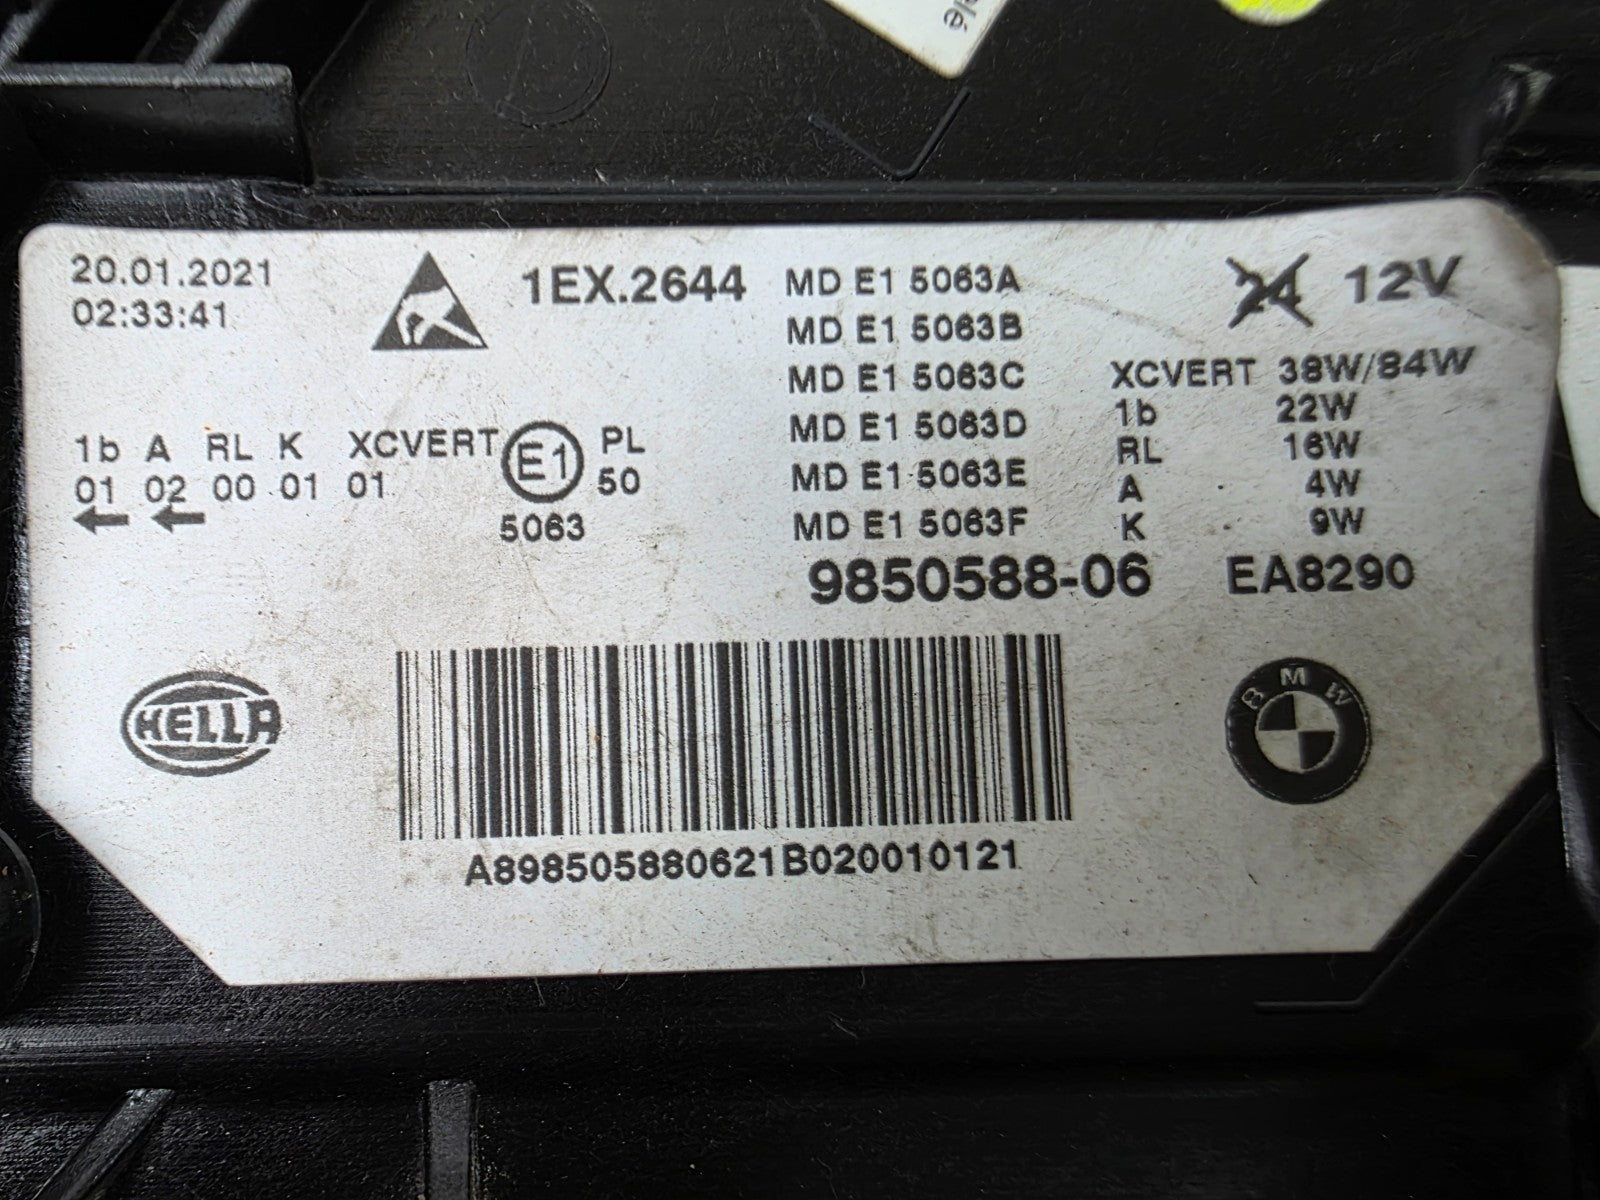 elé
20.01.2021
02:33:41
1EX.2644
MD E1 5063A
MD E1 5063B
MD E1 5063C
MD E1 5063D
MD E1 5063E
MD E1 5063F
24 12V
XCVERT 38W/84W
1b 22W
RL 16W
A 4W
K 9W
1b A RL K XCVERT
01 02 00 01 01
E1
5063
PL
50
9850588-06 EA8290
HELLA
BMW
A898505880621B020010121